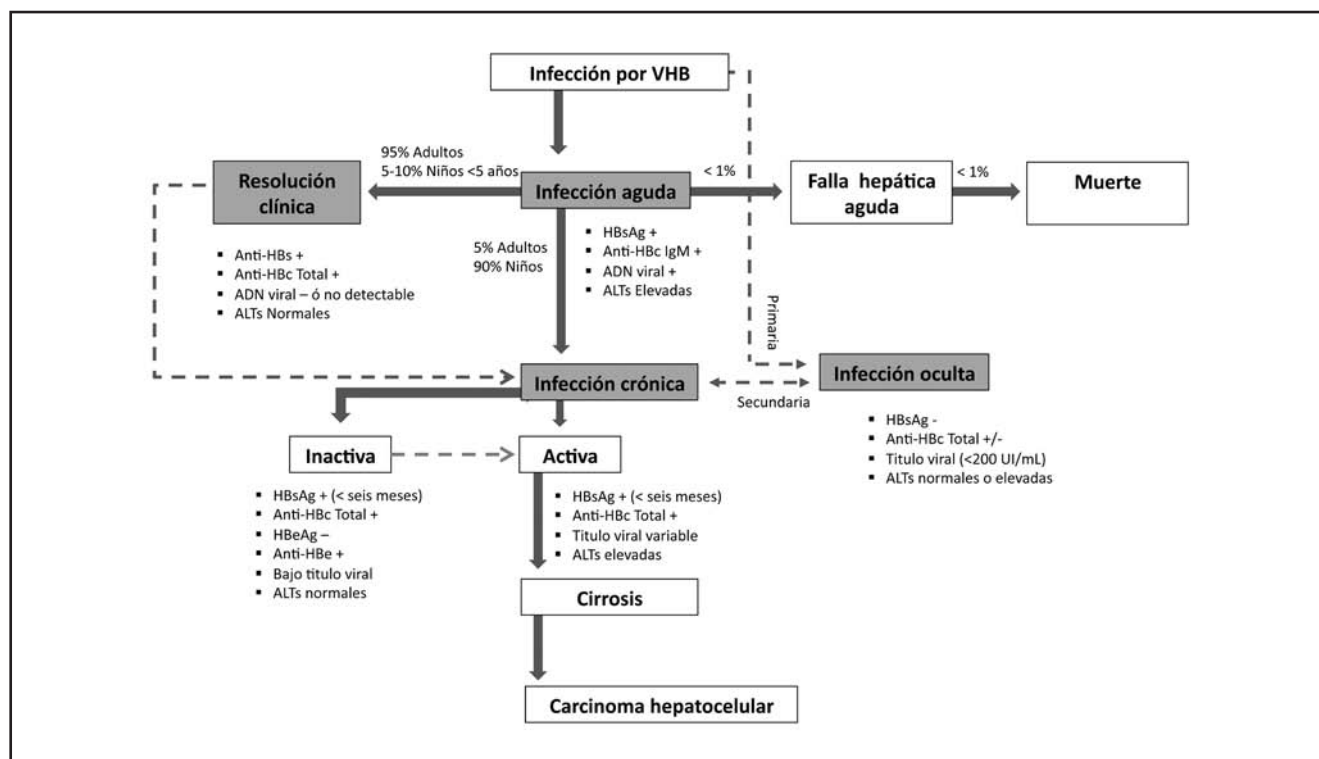 Infección por VHB
95% Adultos
5-10% Niños <5 años
Resolución
clínica
Infección aguda
< 1%
Falla hepática
aguda
< 1%
Muerte
▪ Anti-HBs +
▪ Anti-HBc Total +
▪ ADN viral – ó no detectable
▪ ALTs Normales
5% Adultos
90% Niños
▪ HBsAg +
▪ Anti-HBc IgM +
▪ ADN viral +
▪ ALTs Elevadas
Primaria
Infección crónica
Secundaria
Infección oculta
▪ HBsAg -
▪ Anti-HBc Total +/-
▪ Titulo viral (<200 UI/mL)
▪ ALTs normales o elevadas
Inactiva
▪ HBsAg + (< seis meses)
▪ Anti-HBc Total +
▪ HBeAg –
▪ Anti-HBe +
▪ Bajo titulo viral
▪ ALTs normales
Activa
▪ HBsAg + (< seis meses)
▪ Anti-HBc Total +
▪ Titulo viral variable
▪ ALTs elevadas
Cirrosis
Carcinoma hepatocelular